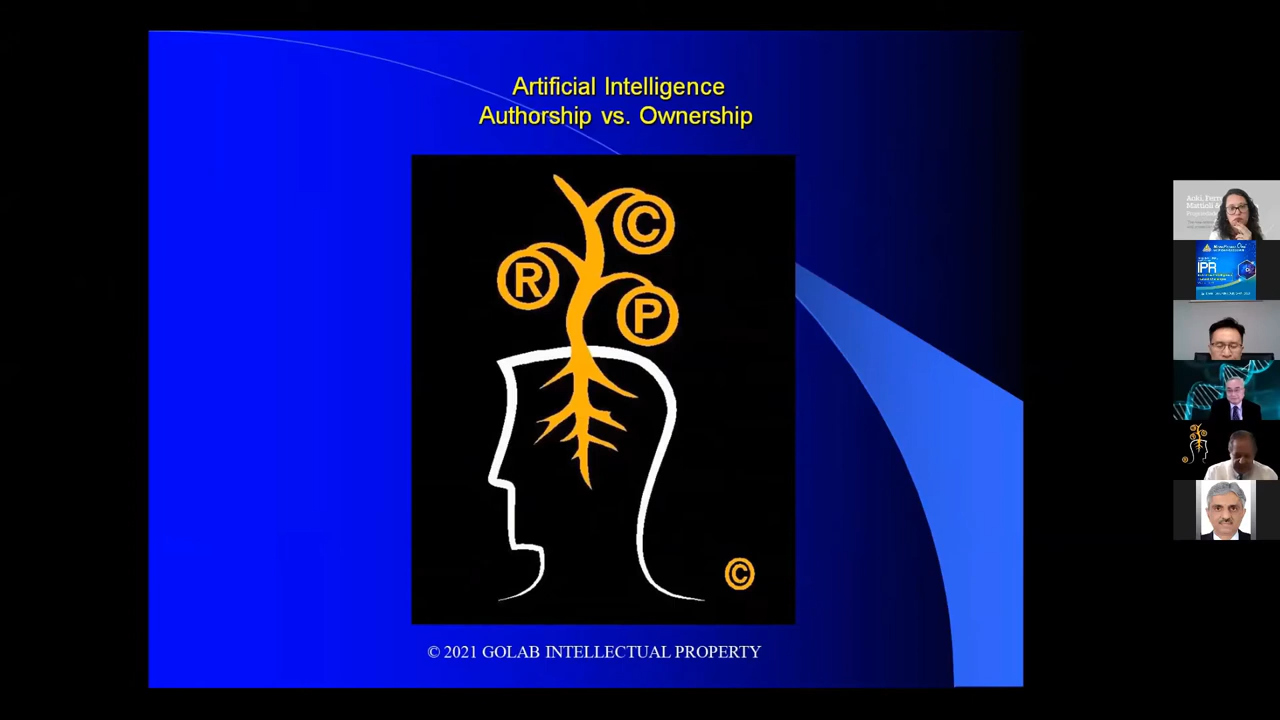 Artificial Intelligence
Authorship vs. Ownership
©
R
P
©
© 2021 GOLAB INTELLECTUAL PROPERTY
IPR